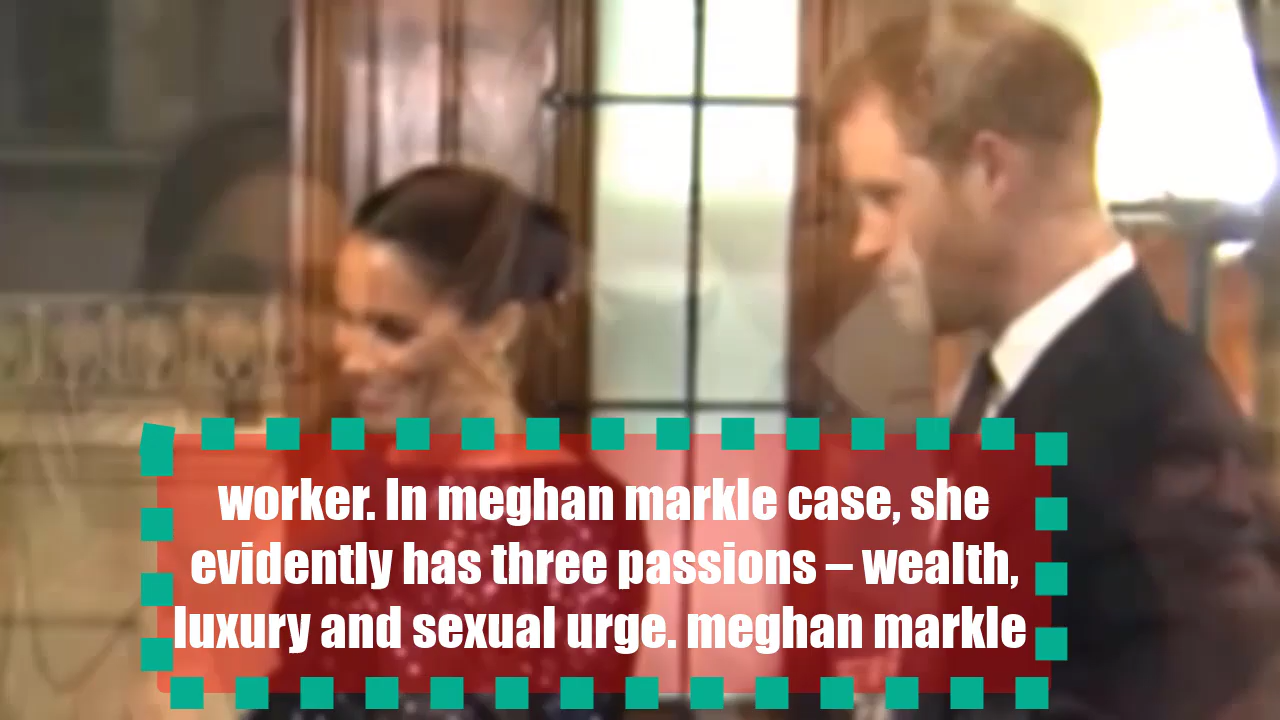 worker. In meghan markle case, she
evidently has three passions – wealth,
luxury and sexual urge. meghan markle